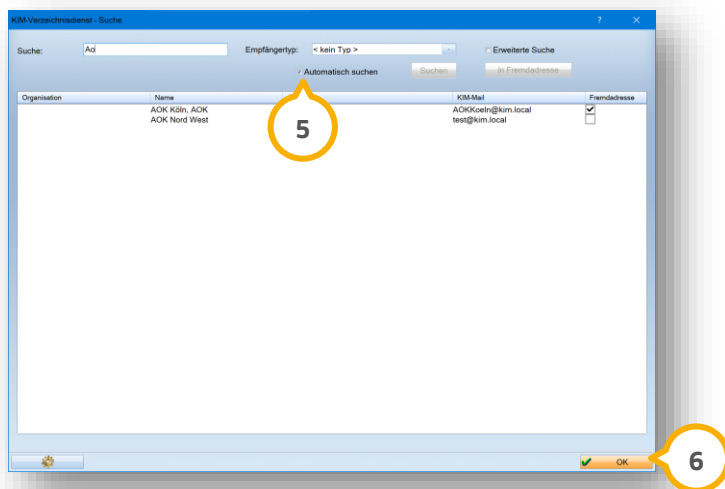 KIM-Verzeichnisdienst - Suche ? ×
Suche: Ao Empfängertyp: < kein Typ > Erweiterte Suche
Automatisch suchen Suchen In Fremdadresse
Organisation Name KIM-Mail Fremdadresse
AOK Köln, AOK AOKKoeln@kim.local
AOK Nord West test@kim.local
5
OK
6